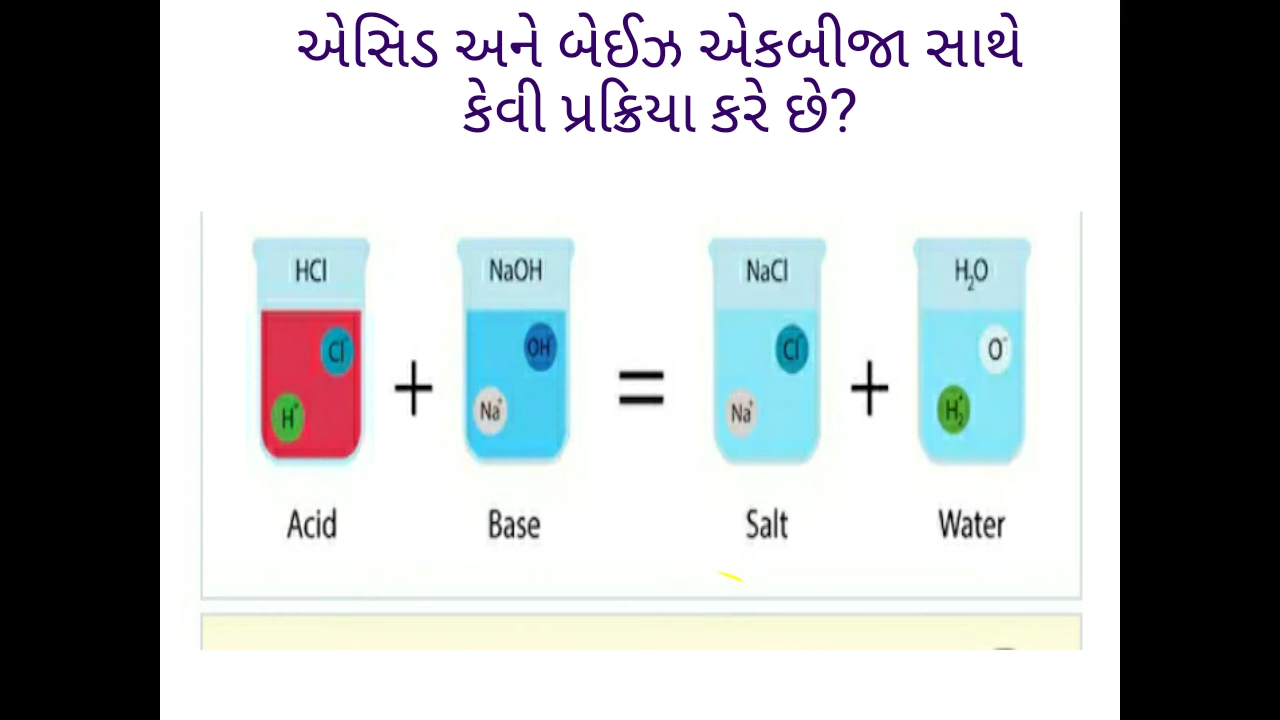 એસિડ અને બેઈઝ એકબીજા સાથે
કેવી પ્રક્રિયા કરે છે?
HCl NaOH NaCl H₂O
Cl⁻ OH⁻ Cl⁻ O⁻
+ = +
H⁺ Na⁺ Na⁺ H₂⁺
Acid Base Salt Water